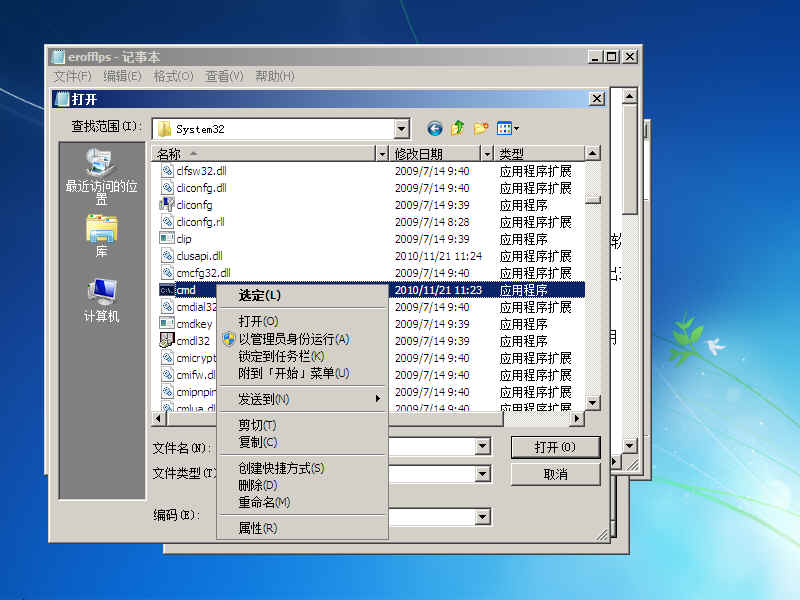 erofflps - 记事本
文件(F) 编辑(E) 格式(O) 查看(V) 帮助(H)
打开
查找范围(I): System32
名称 修改日期 类型
clfsw32.dll 2009/7/14 9:40 应用程序扩展
cliconfg.dll 2009/7/14 9:40 应用程序扩展
cliconfg 2009/7/14 9:39 应用程序
cliconfg.rll 2009/7/14 8:28 应用程序扩展
clip 2009/7/14 9:39 应用程序
clusapi.dll 2010/11/21 11:24 应用程序扩展
cmcfg32.dll 2009/7/14 9:40 应用程序扩展
cmd 2010/11/21 11:23 应用程序
cmdial32 2009/7/14 9:40 应用程序扩展
cmdkey 2009/7/14 9:39 应用程序
cmdl32 2009/7/14 9:39 应用程序
cmicrypt 2009/7/14 9:40 应用程序扩展
cmifw.dl 2009/7/14 9:40 应用程序扩展
cmipnpin 2009/7/14 9:40 应用程序扩展
cmlua.dl 2009/7/14 9:40 应用程序扩展
最近访问的位
置
库
计算机
选定(L)
打开(O)
以管理员身份运行(A)
锁定到任务栏(K)
附到「开始」菜单(U)
发送到(N)
剪切(T)
复制(C)
创建快捷方式(S)
删除(D)
重命名(M)
属性(R)
文件名(N): 打开(O)
文件类型(T) 取消
编码(E):